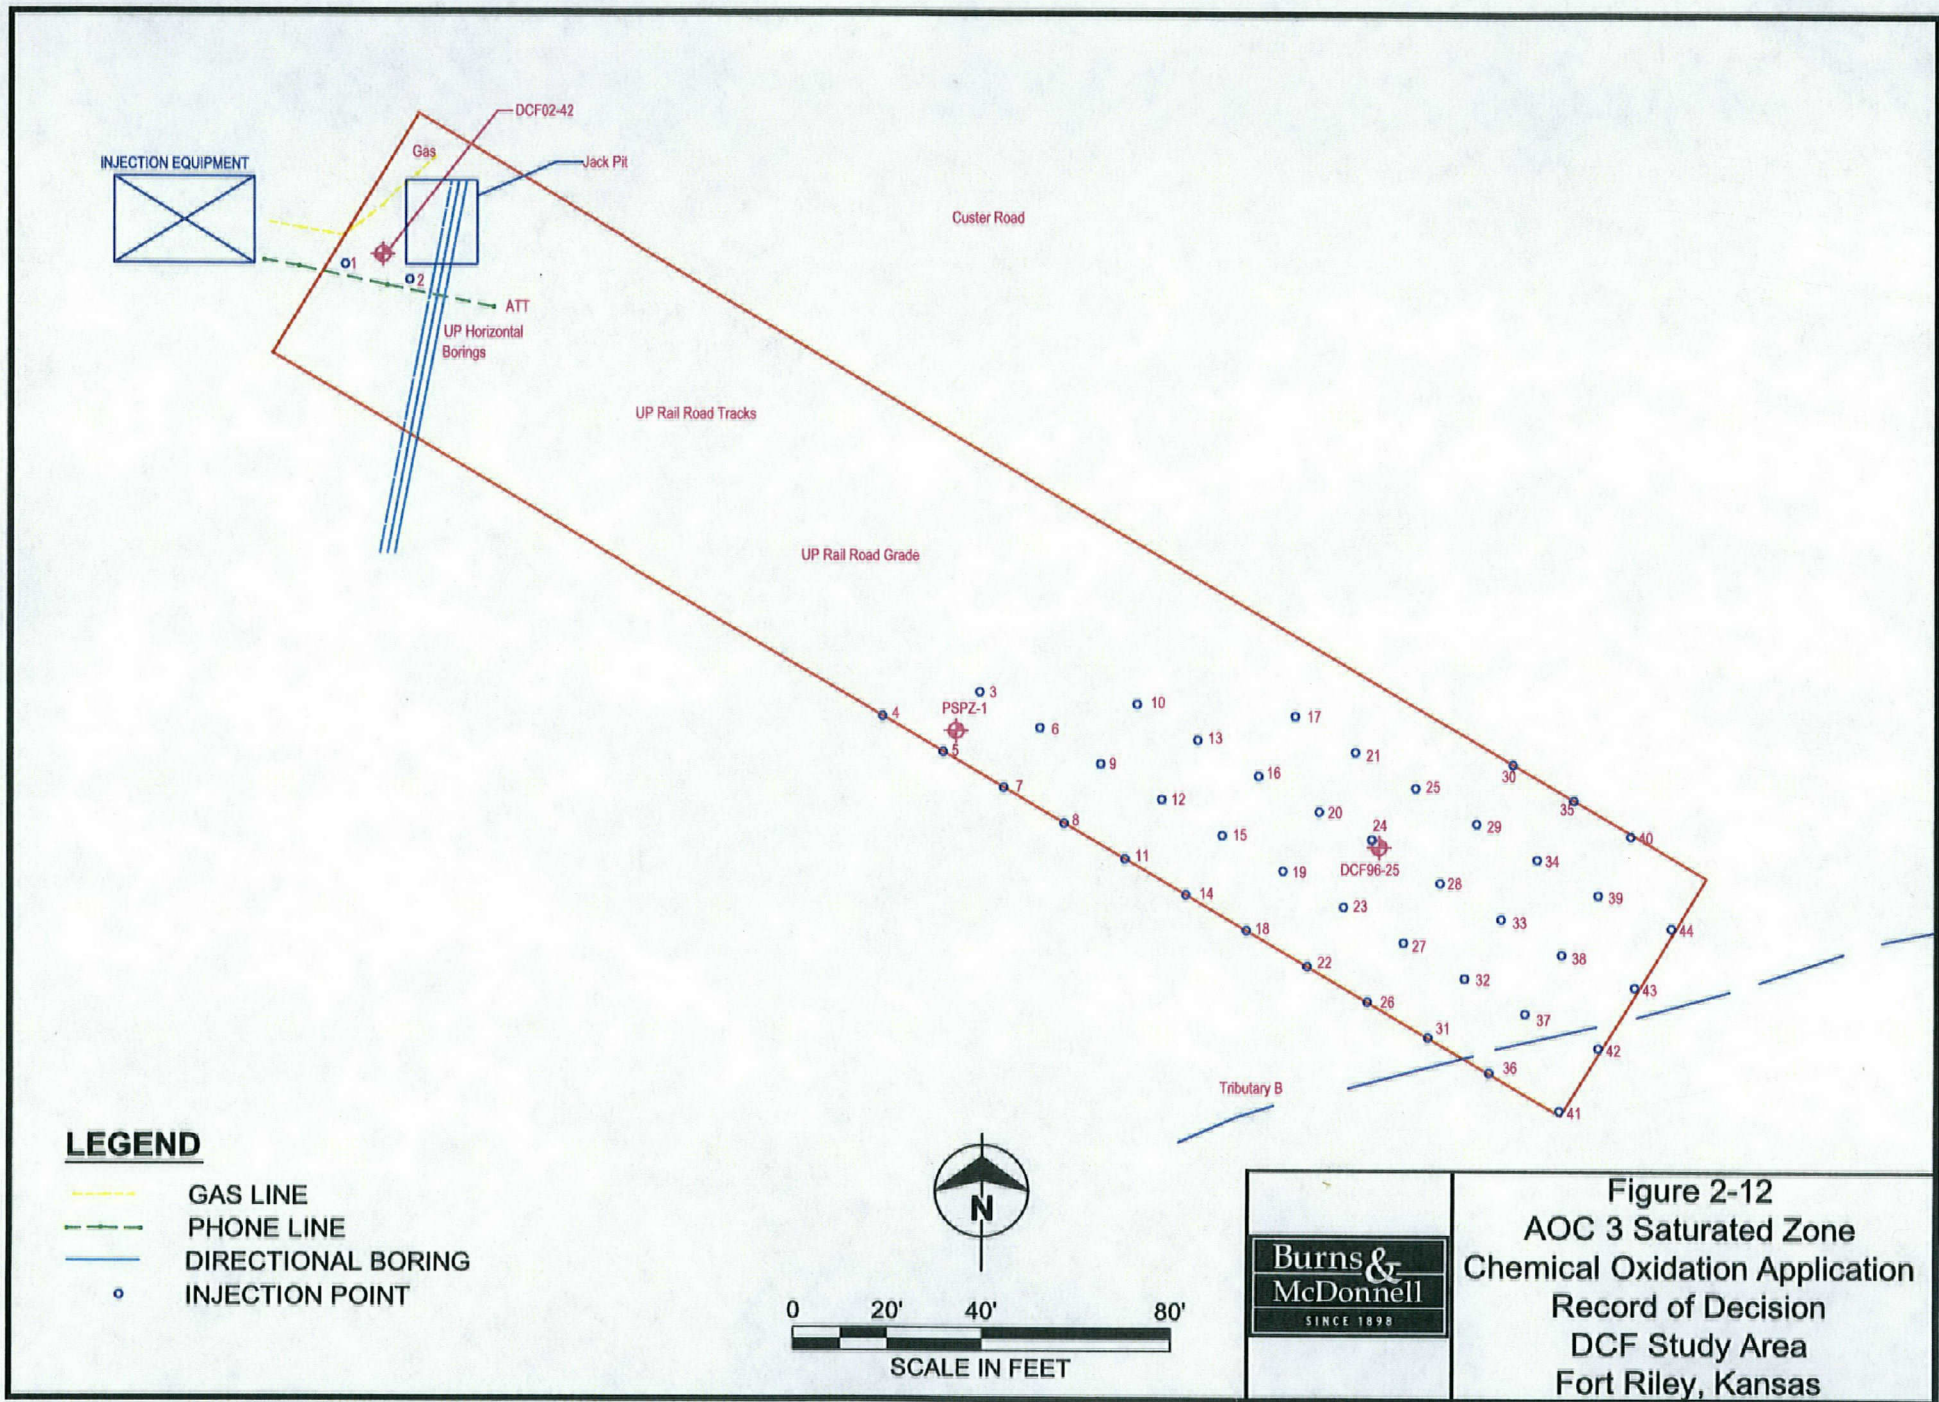 DCF02-42
Gas
INJECTION EQUIPMENT
Jack Pit
Custer Road
1
2
ATT
UP Horizontal
Borings
UP Rail Road Tracks
UP Rail Road Grade
3
4
PSPZ-1
10
17
6
5
13
21
9
16
30
7
25
35
12
20
8
29
24
40
15
11
34
DCF96-25
19
28
14
39
23
33
18
44
27
38
22
32
43
26
37
31
42
36
41
Tributary B
LEGEND
GAS LINE
PHONE LINE
DIRECTIONAL BORING
INJECTION POINT
N
0 20' 40' 80'
SCALE IN FEET
Burns &
McDonnell
SINCE 1898
Figure 2-12
AOC 3 Saturated Zone
Chemical Oxidation Application
Record of Decision
DCF Study Area
Fort Riley, Kansas